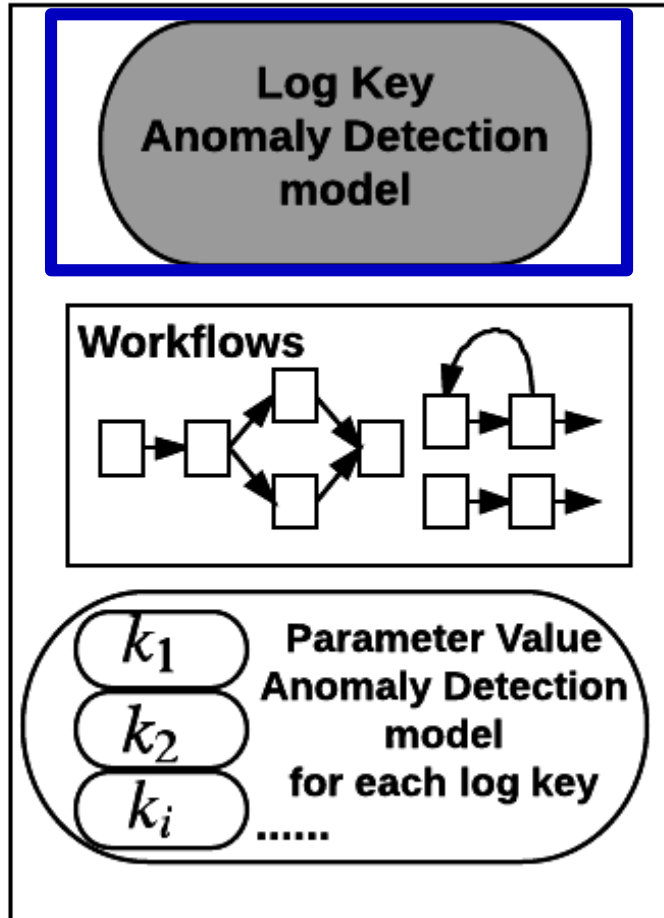 Log Key
Anomaly Detection
model
Workflows
k₁
k₂
kᵢ
Parameter Value
Anomaly Detection
model
for each log key
......